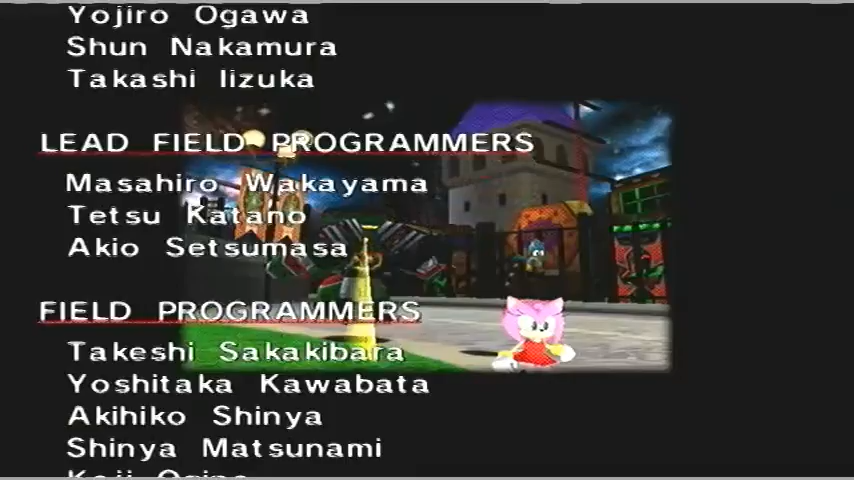 Yojiro Ogawa
Shun Nakamura
Takashi Iizuka
LEAD FIELD PROGRAMMERS
Masahiro Wakayama
Tetsu Katano
Akio Setsumasa
FIELD PROGRAMMERS
Takeshi Sakakibara
Yoshitaka Kawabata
Akihiko Shinya
Shinya Matsunami